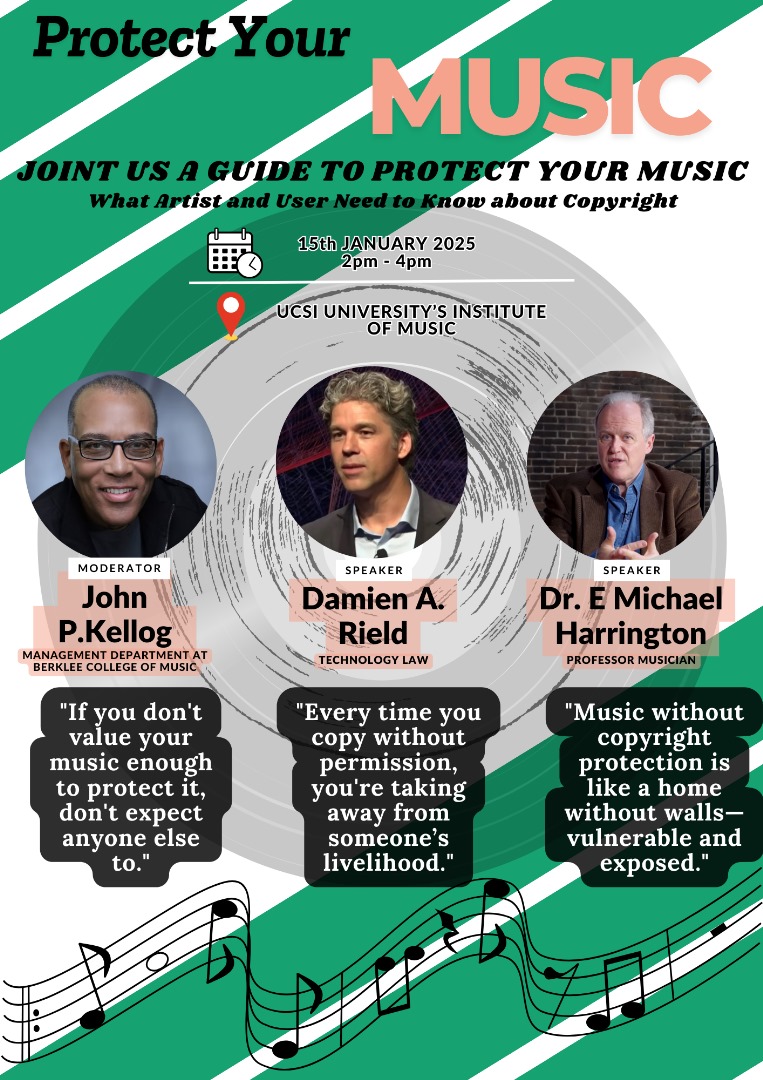 Protect Your
MUSIC
JOINT US A GUIDE TO PROTECT YOUR MUSIC
What Artist and User Need to Know about Copyright
15th JANUARY 2025
2pm - 4pm
UCSI UNIVERSITY'S INSTITUTE
OF MUSIC
MODERATOR
John
P.Kellog
MANAGEMENT DEPARTMENT AT
BERKLEE COLLEGE OF MUSIC
SPEAKER
Damien A.
Rield
TECHNOLOGY LAW
SPEAKER
Dr. E Michael
Harrington
PROFESSOR MUSICIAN
"If you don't
value your
music enough
to protect it,
don't expect
anyone else
to."
"Every time you
copy without
permission,
you're taking
away from
someone's
livelihood."
"Music without
copyright
protection is
like a home
without walls—
vulnerable and
exposed."